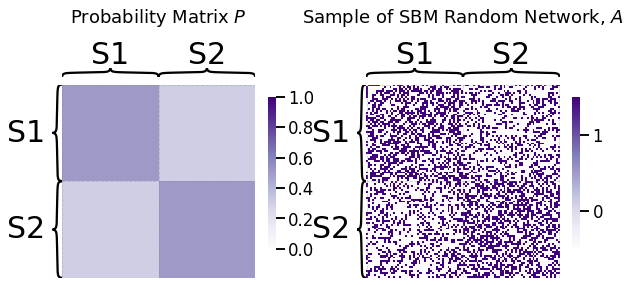 Probability Matrix P
S1 S2
S1
S2
1.0
0.8
0.6
0.4
0.2
0.0
Sample of SBM Random Network, A
S1 S2
S1
S2
1
0